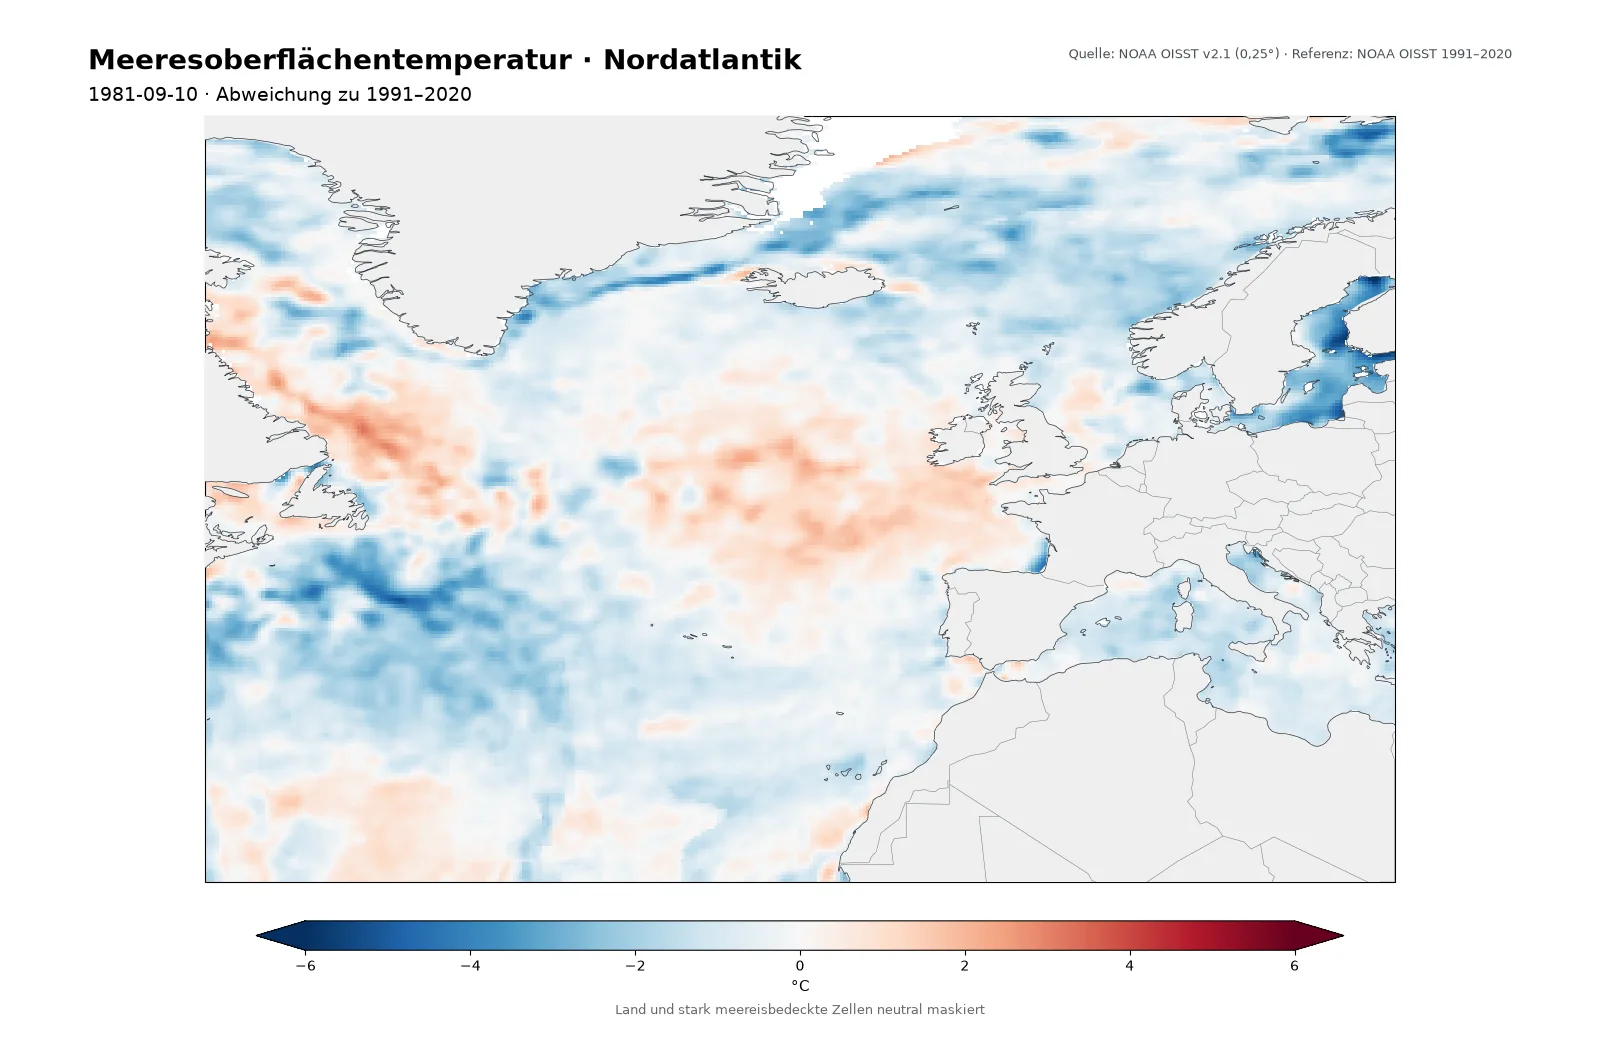 Meeresoberflächentemperatur · Nordatlantik
Quelle: NOAA OISST v2.1 (0,25°) · Referenz: NOAA OISST 1991–2020
1981-09-10 · Abweichung zu 1991–2020
−6 −4 −2 0 2 4 6
°C
Land und stark meereisbedeckte Zellen neutral maskiert